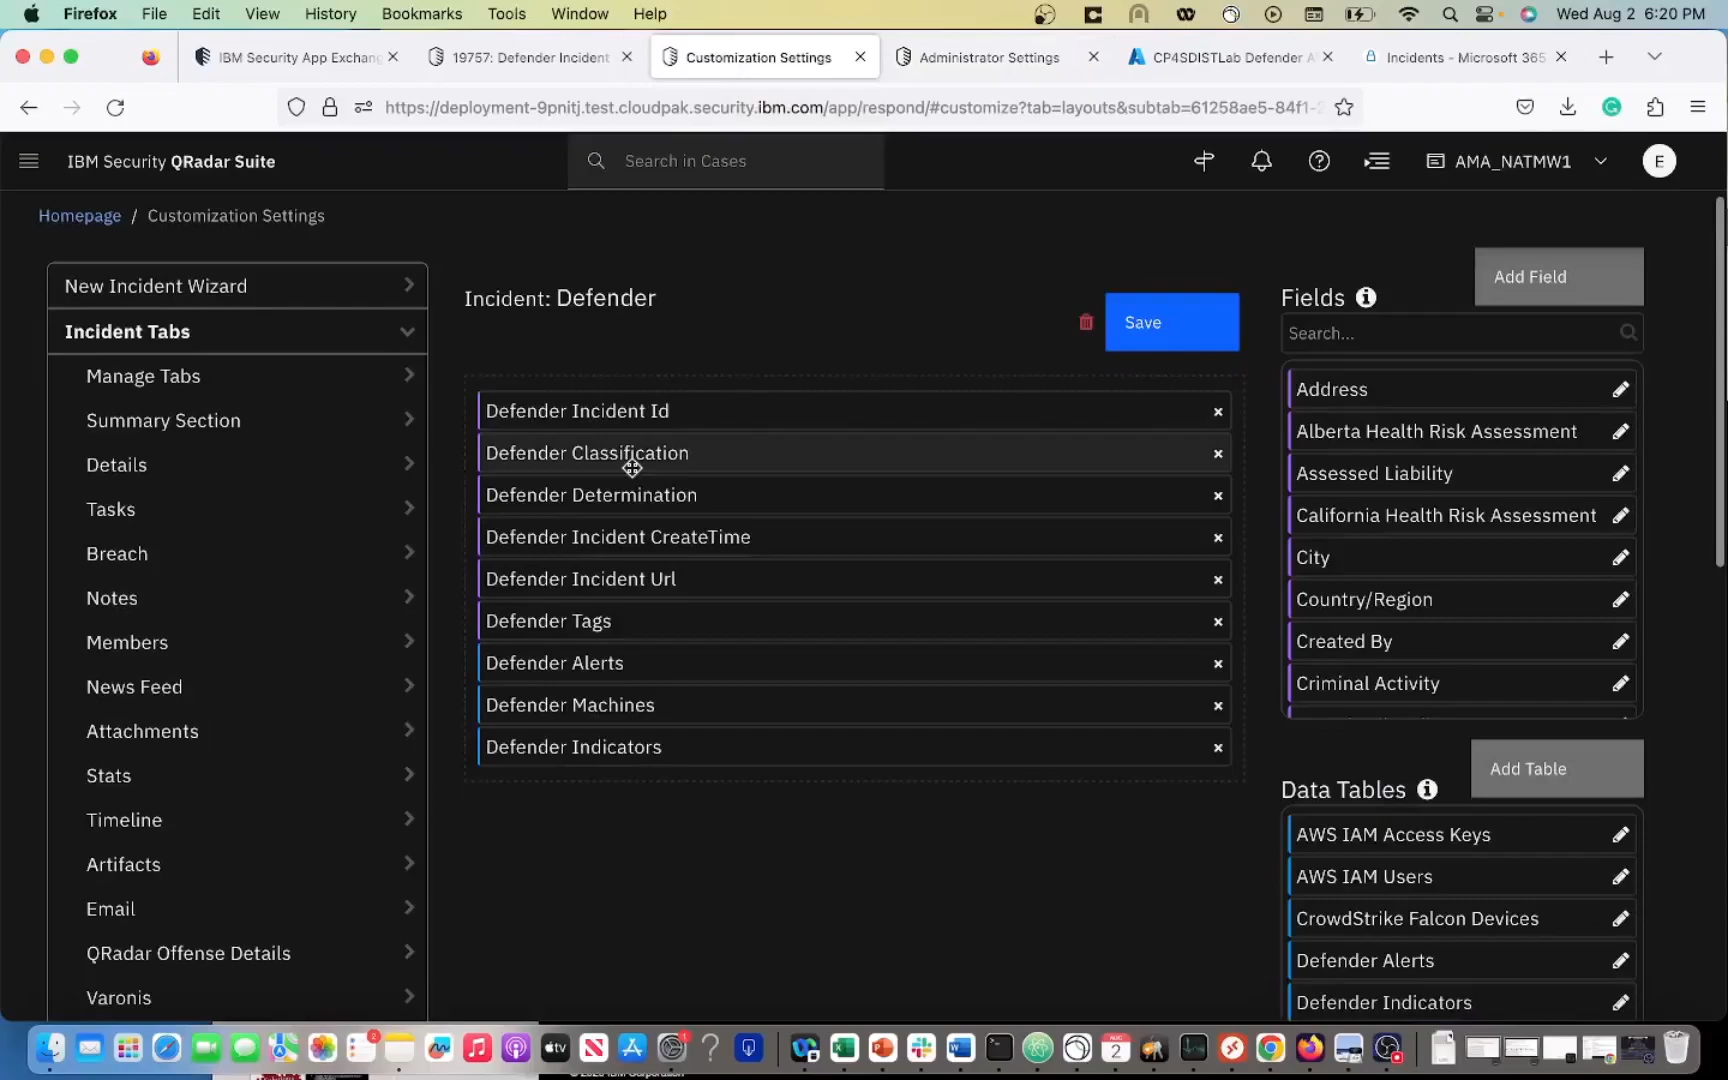 Firefox File Edit View History Bookmarks Tools Window Help Wed Aug 2 6:20 PM
IBM Security App Exchang
19757: Defender Incident
Customization Settings
Administrator Settings
CP4SDISTLab Defender A
Incidents - Microsoft 365
https://deployment-9pnitj.test.cloudpak.security.ibm.com/app/respond/#customize?tab=layouts&subtab=61258ae5-84f1-
IBM Security QRadar Suite
Search in Cases
AMA_NATMW1
E
Homepage / Customization Settings
New Incident Wizard
Incident Tabs
Manage Tabs
Summary Section
Details
Tasks
Breach
Notes
Members
News Feed
Attachments
Stats
Timeline
Artifacts
Email
QRadar Offense Details
Varonis
Incident: Defender
Save
Defender Incident Id
Defender Classification
Defender Determination
Defender Incident CreateTime
Defender Incident Url
Defender Tags
Defender Alerts
Defender Machines
Defender Indicators
Add Field
Fields
Search...
Address
Alberta Health Risk Assessment
Assessed Liability
California Health Risk Assessment
City
Country/Region
Created By
Criminal Activity
Add Table
Data Tables
AWS IAM Access Keys
AWS IAM Users
CrowdStrike Falcon Devices
Defender Alerts
Defender Indicators